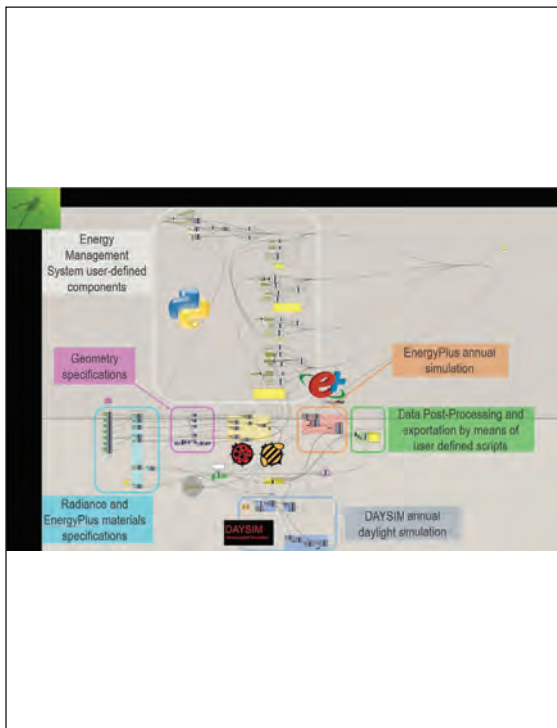 Energy
Management
System user-defined
components
Geometry
specifications
EnergyPlus annual
simulation
Data Post-Processing and
exportation by means of
user defined scripts
Radiance and
EnergyPlus materials
specifications
DAYSIM
DAYSIM annual
daylight simulation